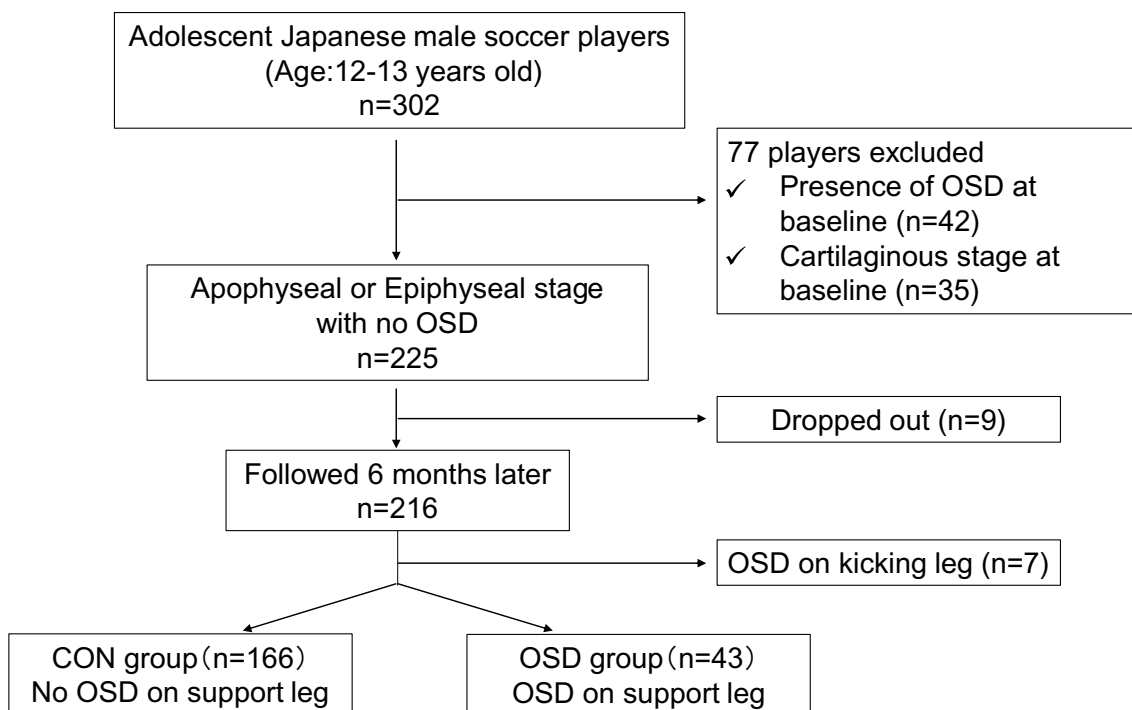 Adolescent Japanese male soccer players
(Age:12-13 years old)
n=302
77 players excluded
✓ Presence of OSD at
baseline (n=42)
✓ Cartilaginous stage at
baseline (n=35)
Apophyseal or Epiphyseal stage
with no OSD
n=225
Dropped out (n=9)
Followed 6 months later
n=216
OSD on kicking leg (n=7)
CON group（n=166）
No OSD on support leg
OSD group（n=43）
OSD on support leg